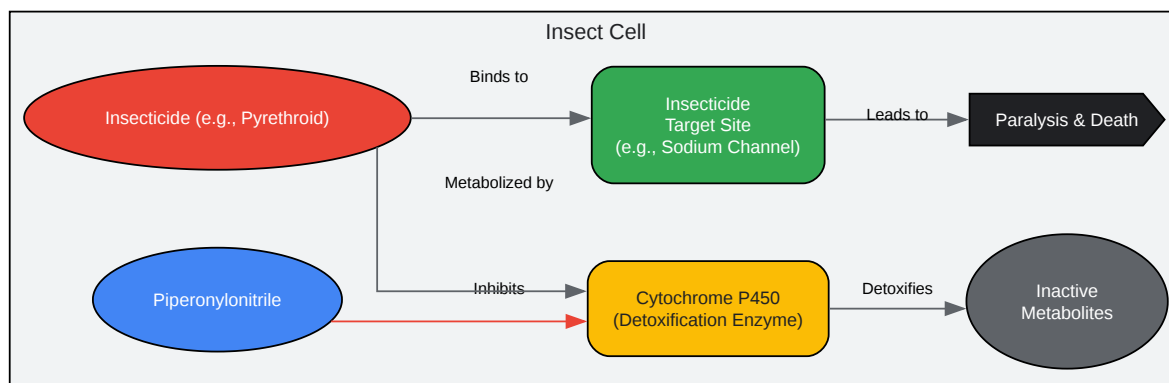 Insect Cell
Binds to
Insecticide (e.g., Pyrethroid)
Insecticide
Target Site
(e.g., Sodium Channel)
Leads to
Paralysis & Death
Metabolized by
Piperonylonitrile
Inhibits
Cytochrome P450
(Detoxification Enzyme)
Detoxifies
Inactive
Metabolites